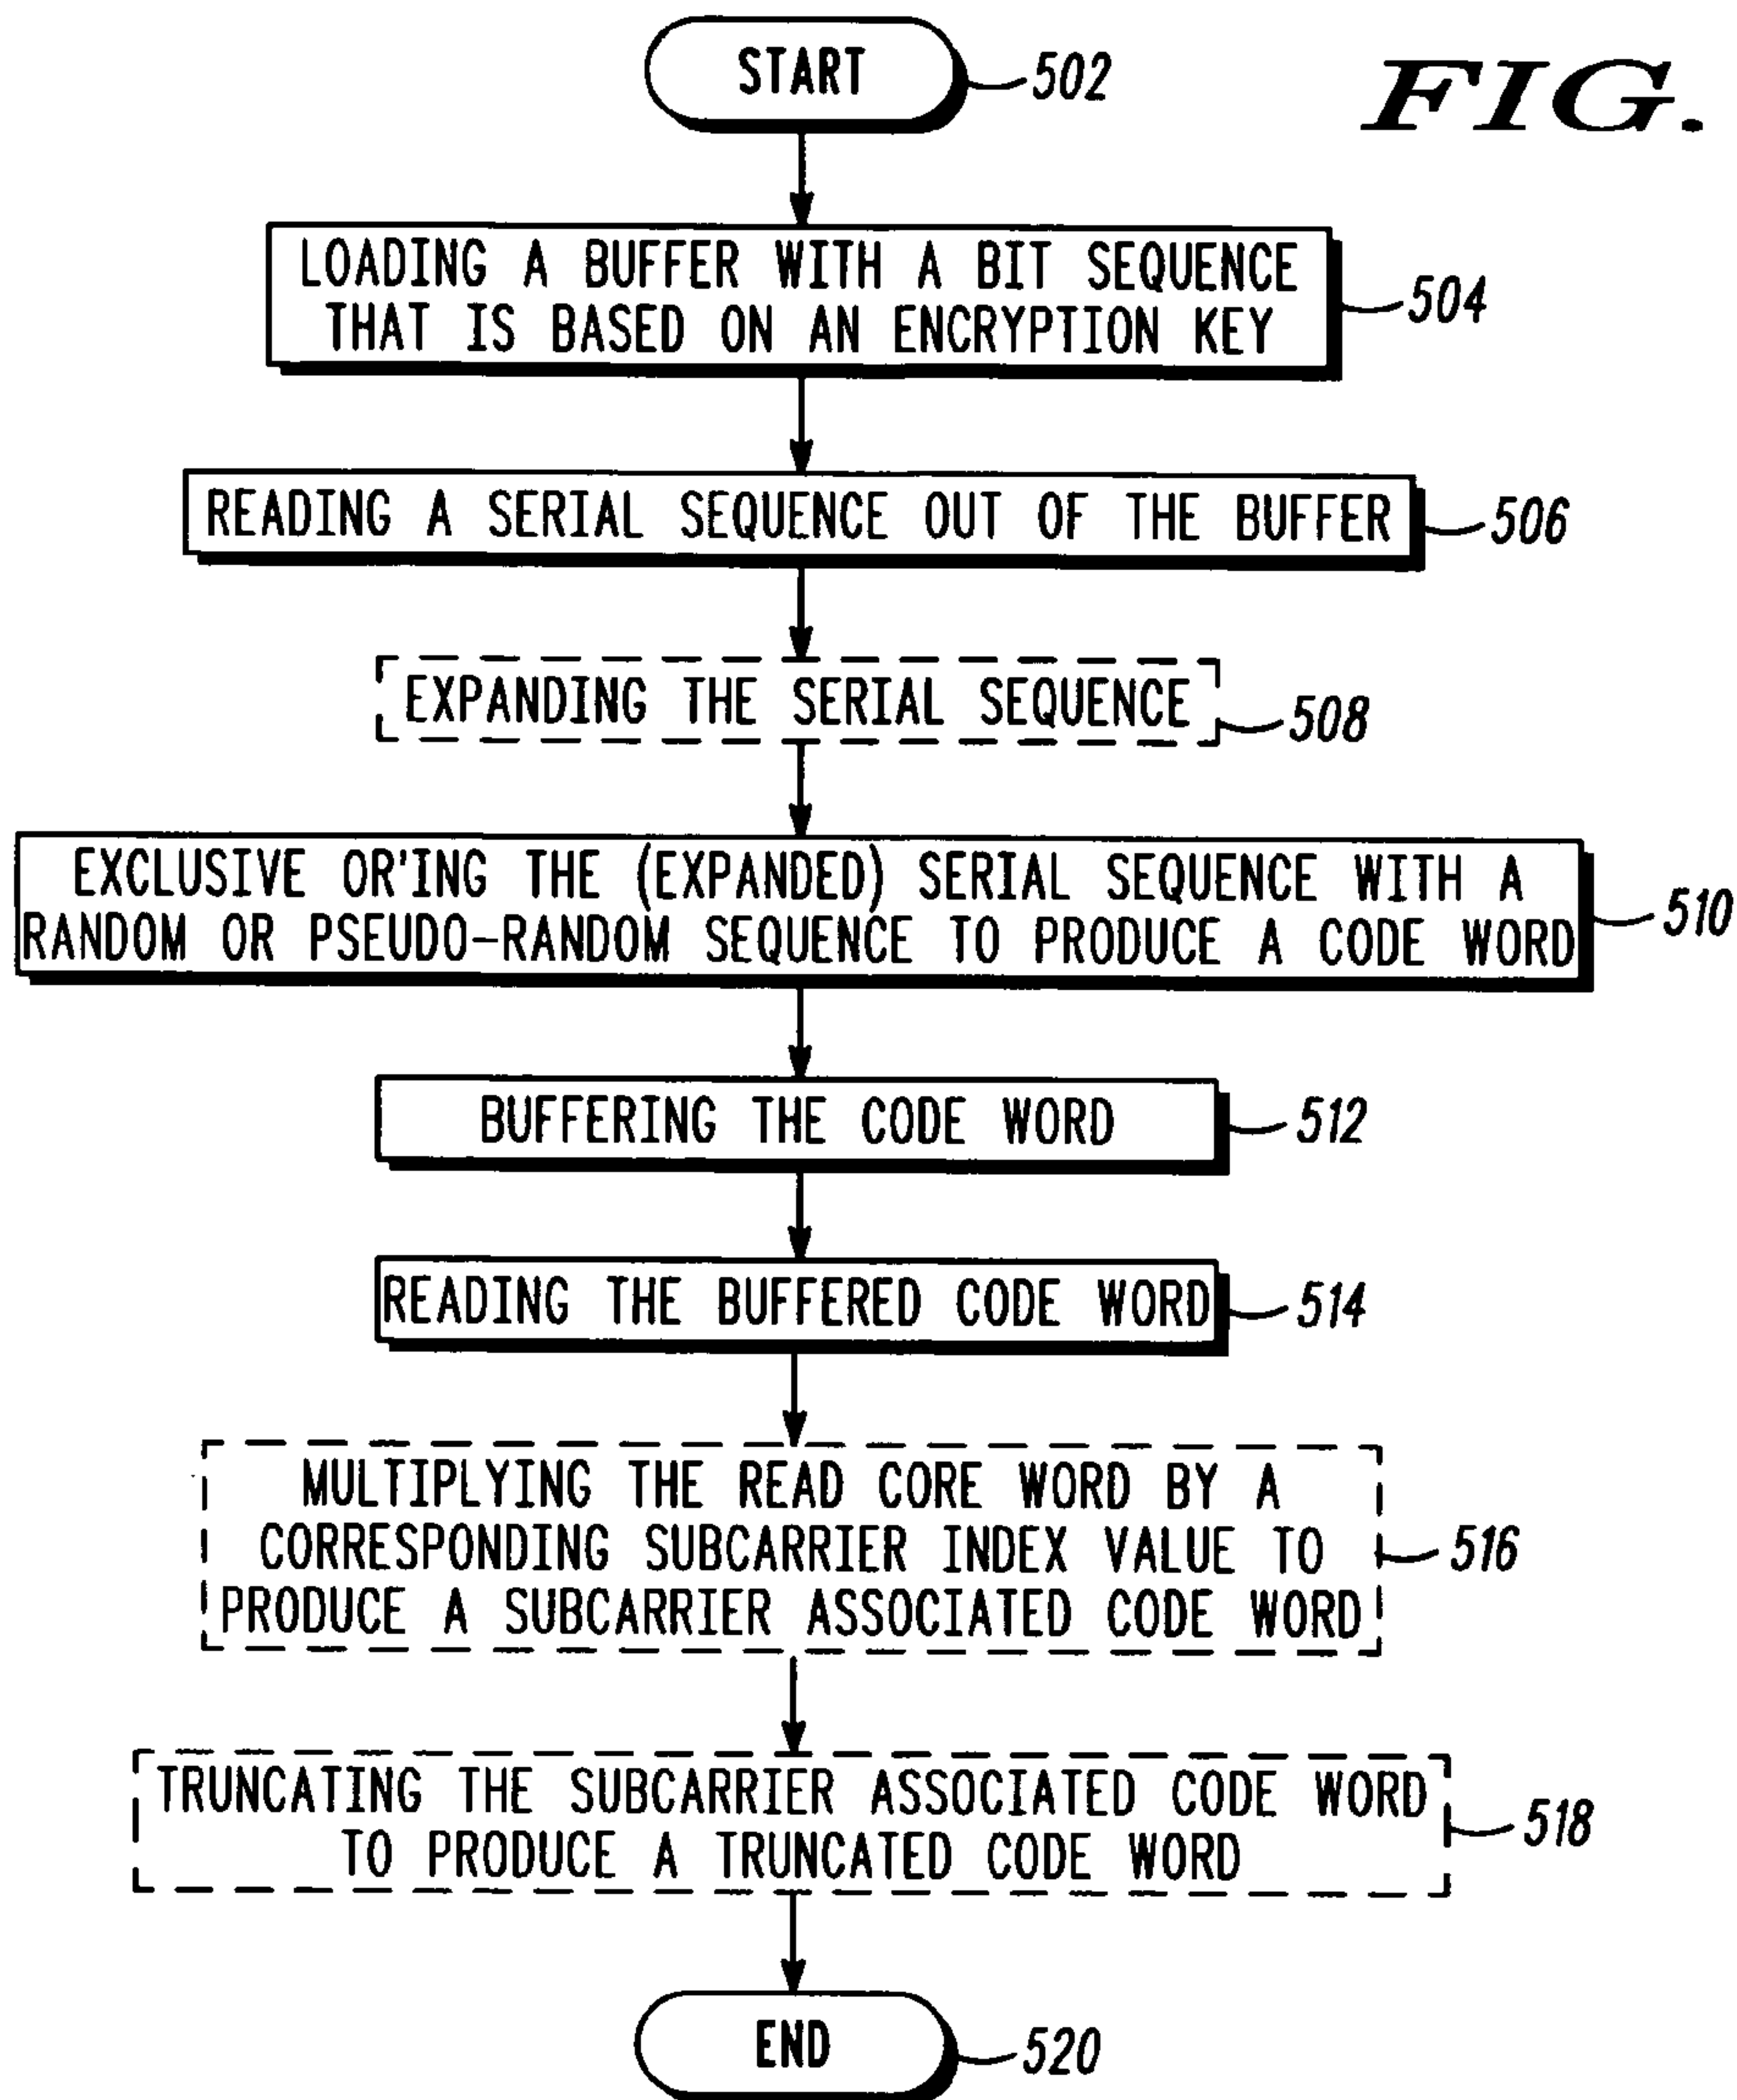 START
502
FIG.
LOADING A BUFFER WITH A BIT SEQUENCE
THAT IS BASED ON AN ENCRYPTION KEY
504
READING A SERIAL SEQUENCE OUT OF THE BUFFER
506
EXPANDING THE SERIAL SEQUENCE
508
EXCLUSIVE OR'ING THE (EXPANDED) SERIAL SEQUENCE WITH A
RANDOM OR PSEUDO-RANDOM SEQUENCE TO PRODUCE A CODE WORD
510
BUFFERING THE CODE WORD
512
READING THE BUFFERED CODE WORD
514
MULTIPLYING THE READ CORE WORD BY A
CORRESPONDING SUBCARRIER INDEX VALUE TO
PRODUCE A SUBCARRIER ASSOCIATED CODE WORD
516
TRUNCATING THE SUBCARRIER ASSOCIATED CODE WORD
TO PRODUCE A TRUNCATED CODE WORD
518
END
520